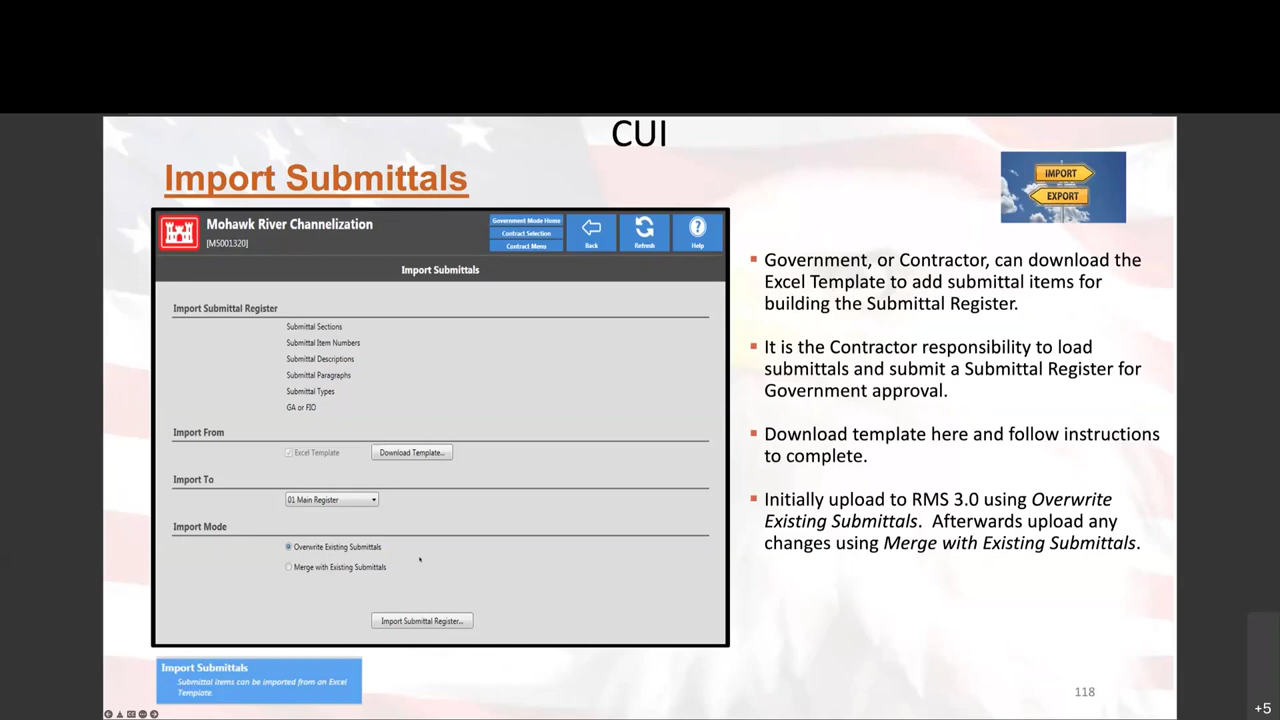 CUI
Import Submittals
IMPORT
EXPORT
Mohawk River Channelization
[M5001320]
Government Mode Home
Contract Selection
Contract Menu
Back
Refresh
Help
Import Submittals
Import Submittal Register
Submittal Sections
Submittal Item Numbers
Submittal Descriptions
Submittal Paragraphs
Submittal Types
GA or FIO
Import From
Excel Template
Download Template...
Import To
01 Main Register
Import Mode
Overwrite Existing Submittals
Merge with Existing Submittals
Import Submittal Register...
Import Submittals
Submittal items can be imported from an Excel
Template.
Government, or Contractor, can download the
Excel Template to add submittal items for
building the Submittal Register.
It is the Contractor responsibility to load
submittals and submit a Submittal Register for
Government approval.
Download template here and follow instructions
to complete.
Initially upload to RMS 3.0 using Overwrite
Existing Submittals. Afterwards upload any
changes using Merge with Existing Submittals.
118
+5